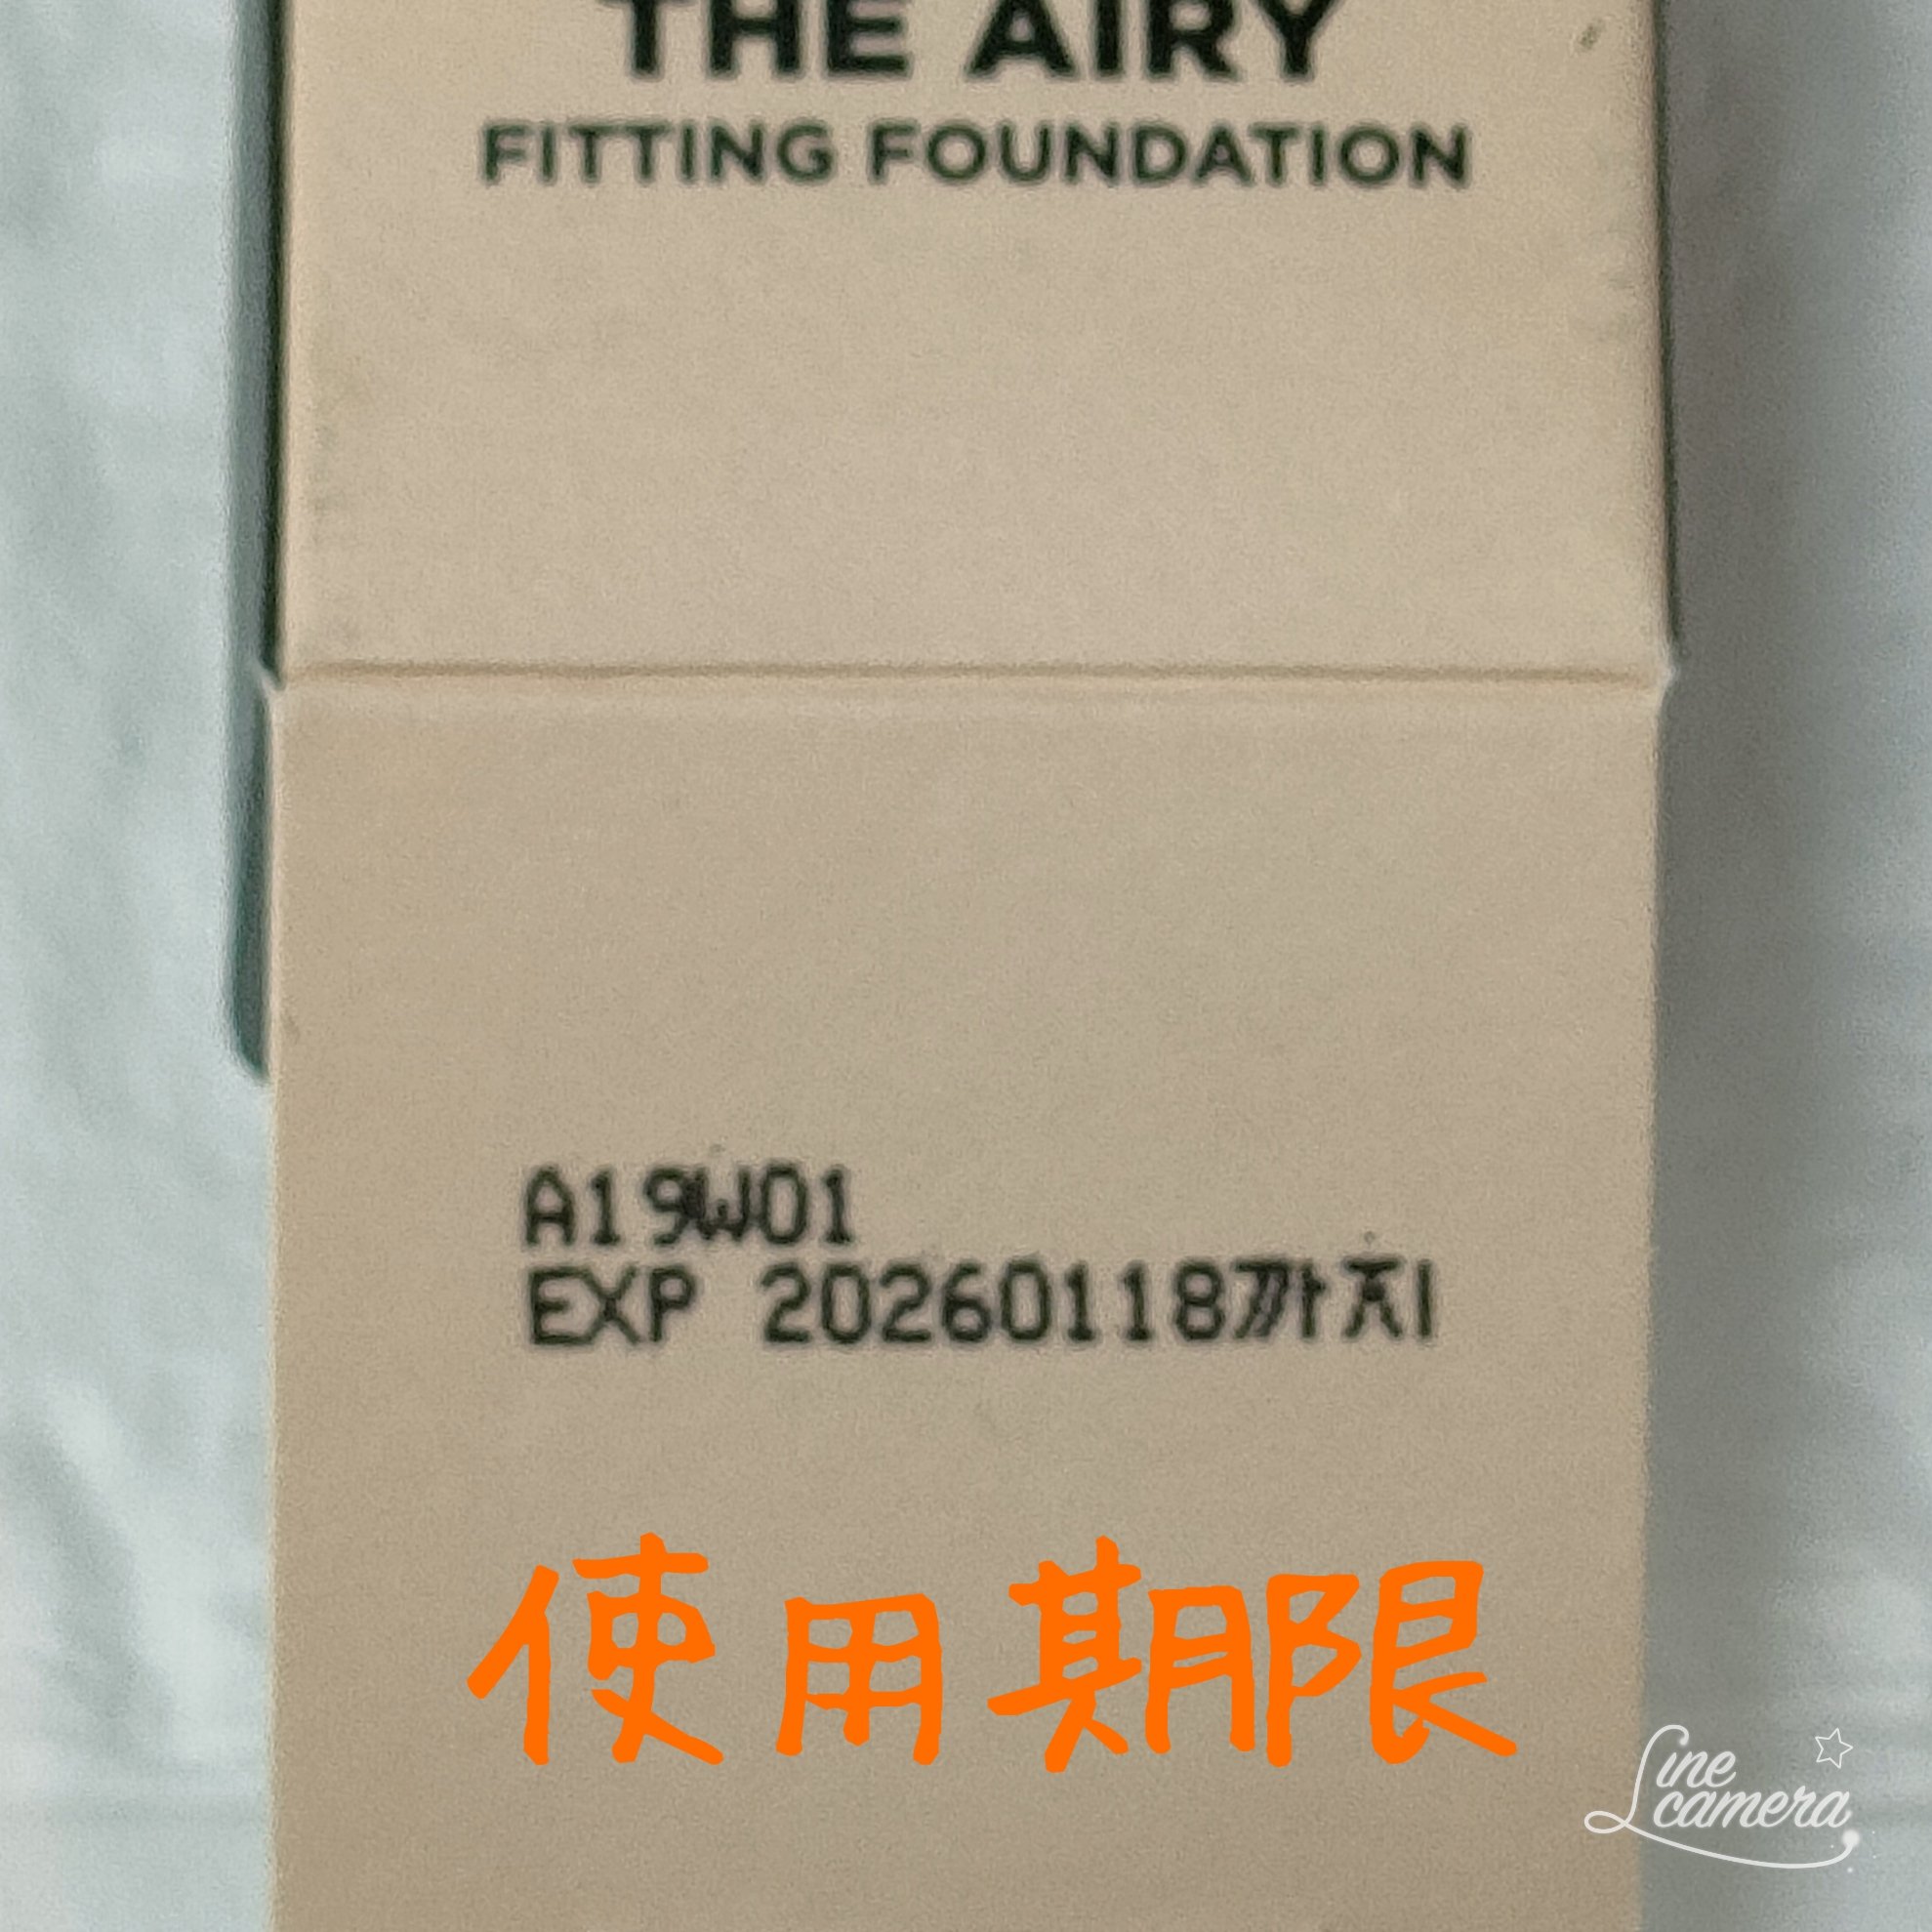 THE AIRY
FITTING FOUNDATION
A19W01
EXP 20260118까지
使用期限
Line
camera